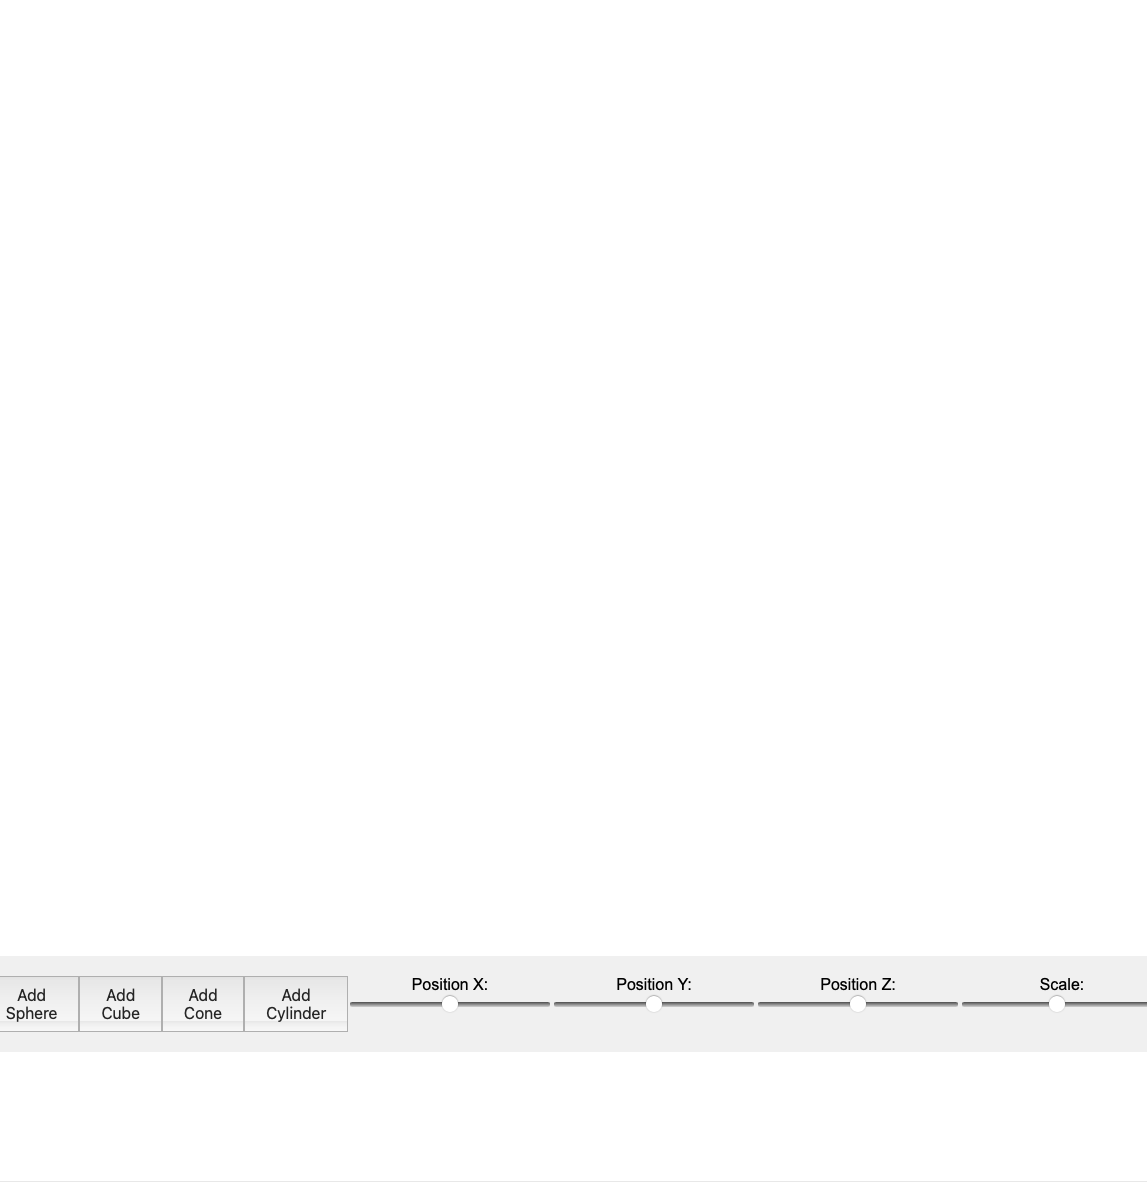 Add
Sphere
Add
Cube
Add
Cone
Add
Cylinder
Position X:
Position Y:
Position Z:
Scale: